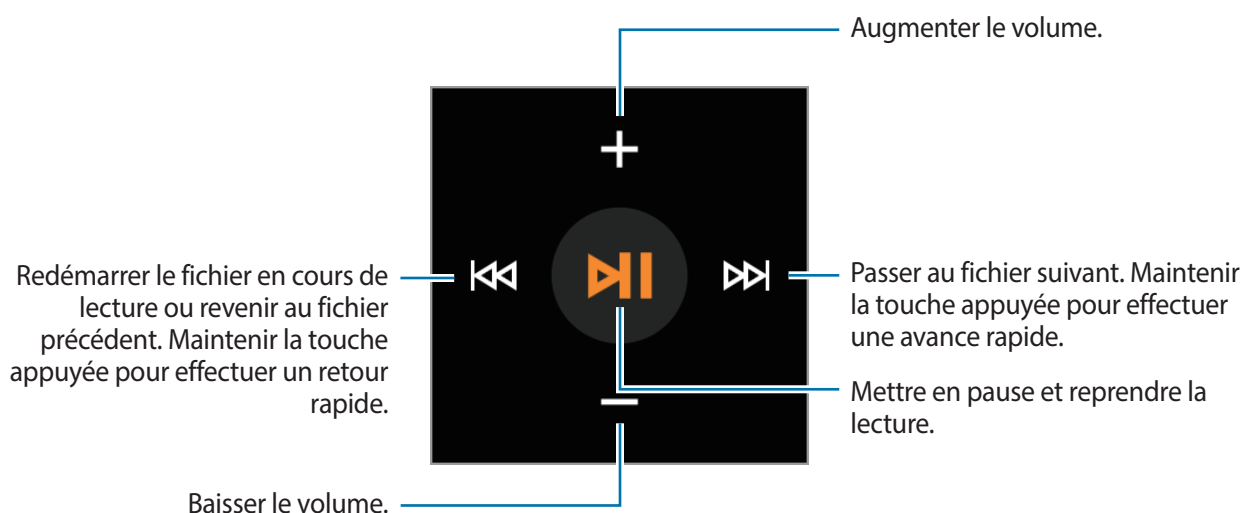 Augmenter le volume.
Redémarrer le fichier en cours de
lecture ou revenir au fichier
précédent. Maintenir la touche
appuyée pour effectuer un retour
rapide.
Passer au fichier suivant. Maintenir
la touche appuyée pour effectuer
une avance rapide.
Mettre en pause et reprendre la
lecture.
Baisser le volume.